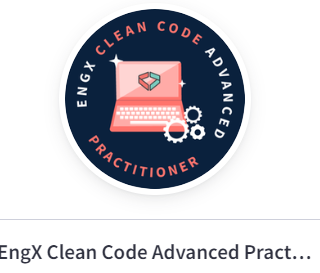 ENGX CLEAN CODE ADVANCED
PRACTITIONER
EngX Clean Code Advanced Pract...